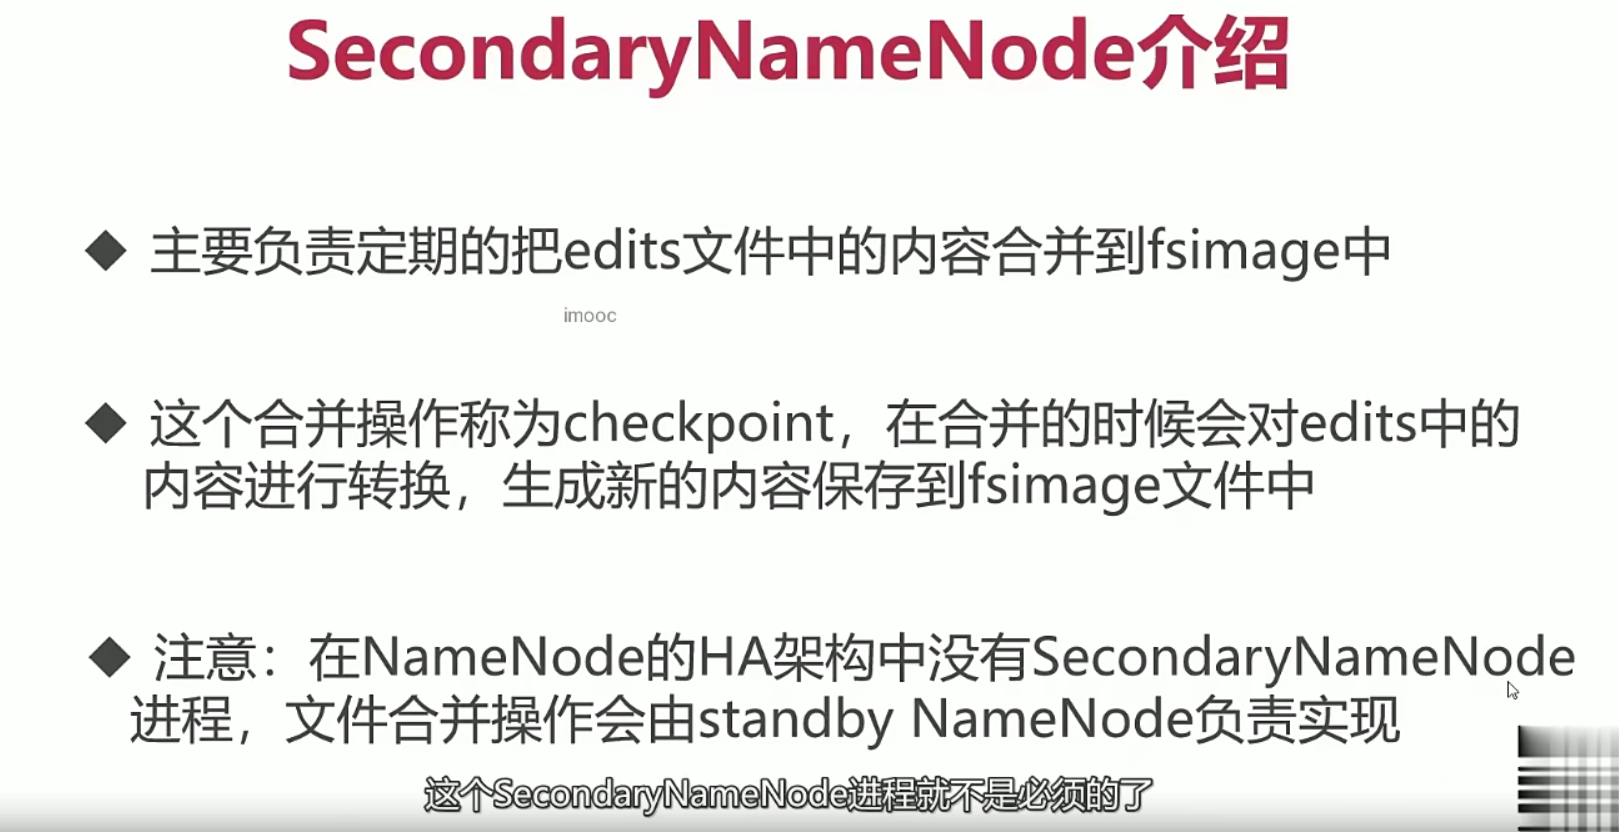 SecondaryNameNode介绍
◆ 主要负责定期的把edits文件中的内容合并到fsimage中
imooc
◆ 这个合并操作称为checkpoint，在合并的时候会对edits中的
内容进行转换，生成新的内容保存到fsimage文件中
◆ 注意：在NameNode的HA架构中没有SecondaryNameNode
进程，文件合并操作会由standby NameNode负责实现
这个SecondaryNameNode进程就不是必须的了